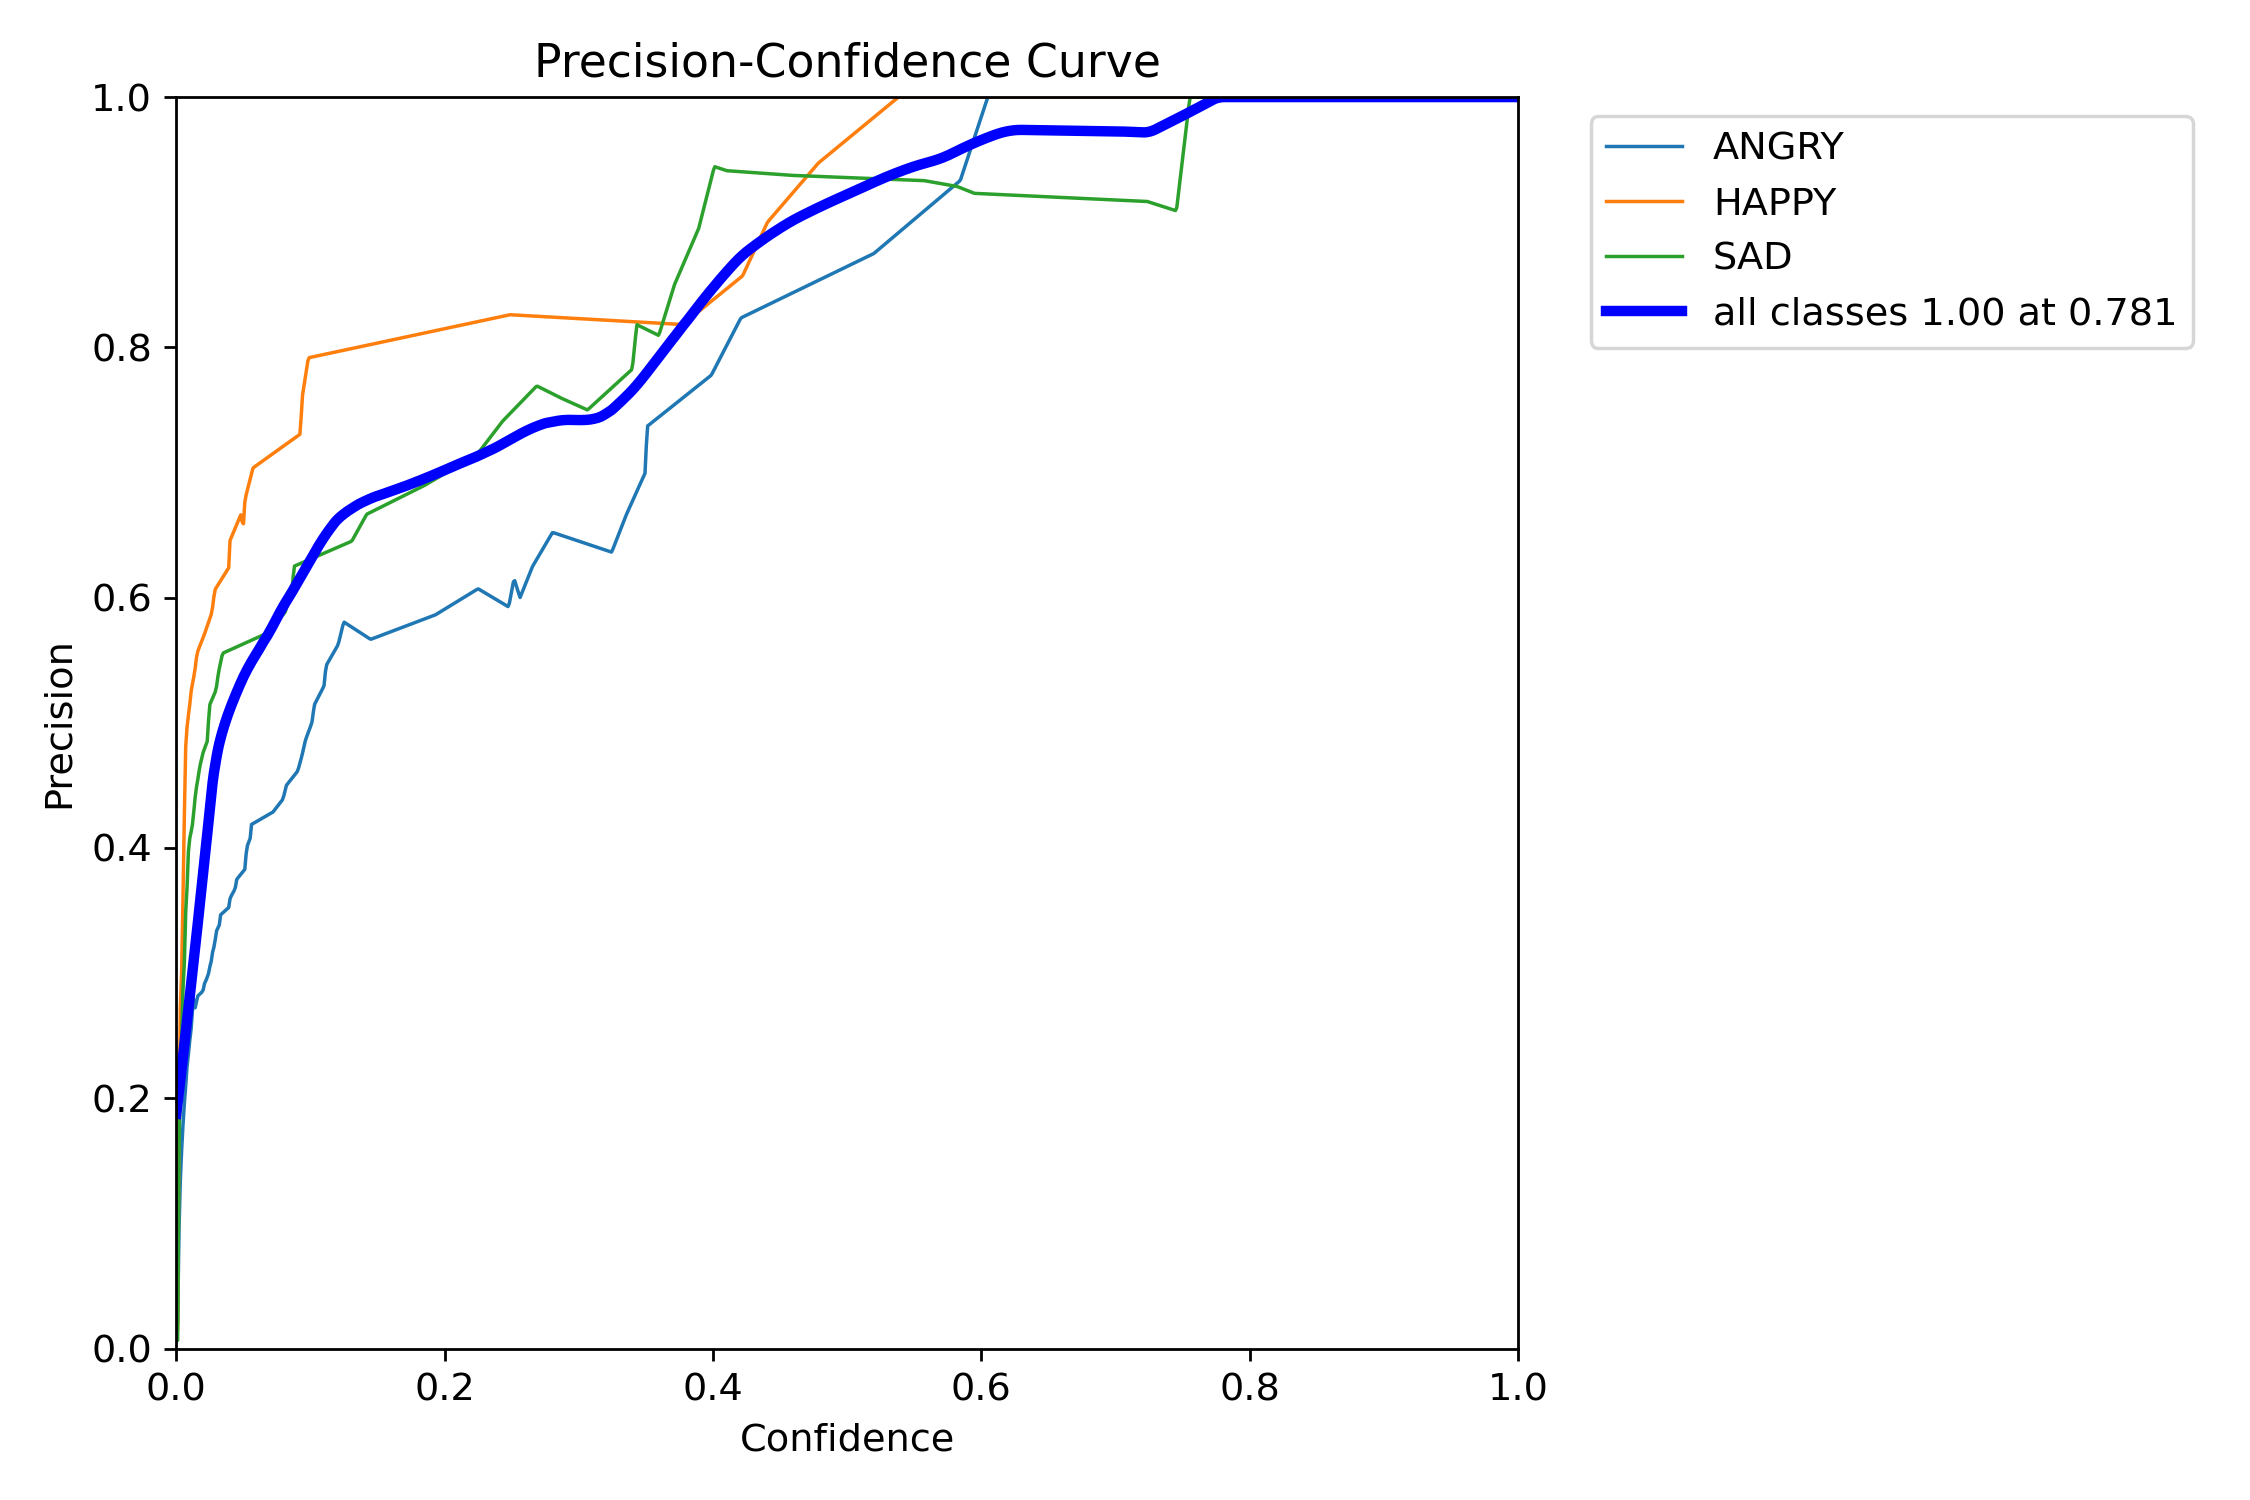 Precision-Confidence Curve
1.0
0.8
0.6
0.4
0.2
0.0
Precision
0.0 0.2 0.4 0.6 0.8 1.0
Confidence
ANGRY
HAPPY
SAD
all classes 1.00 at 0.781